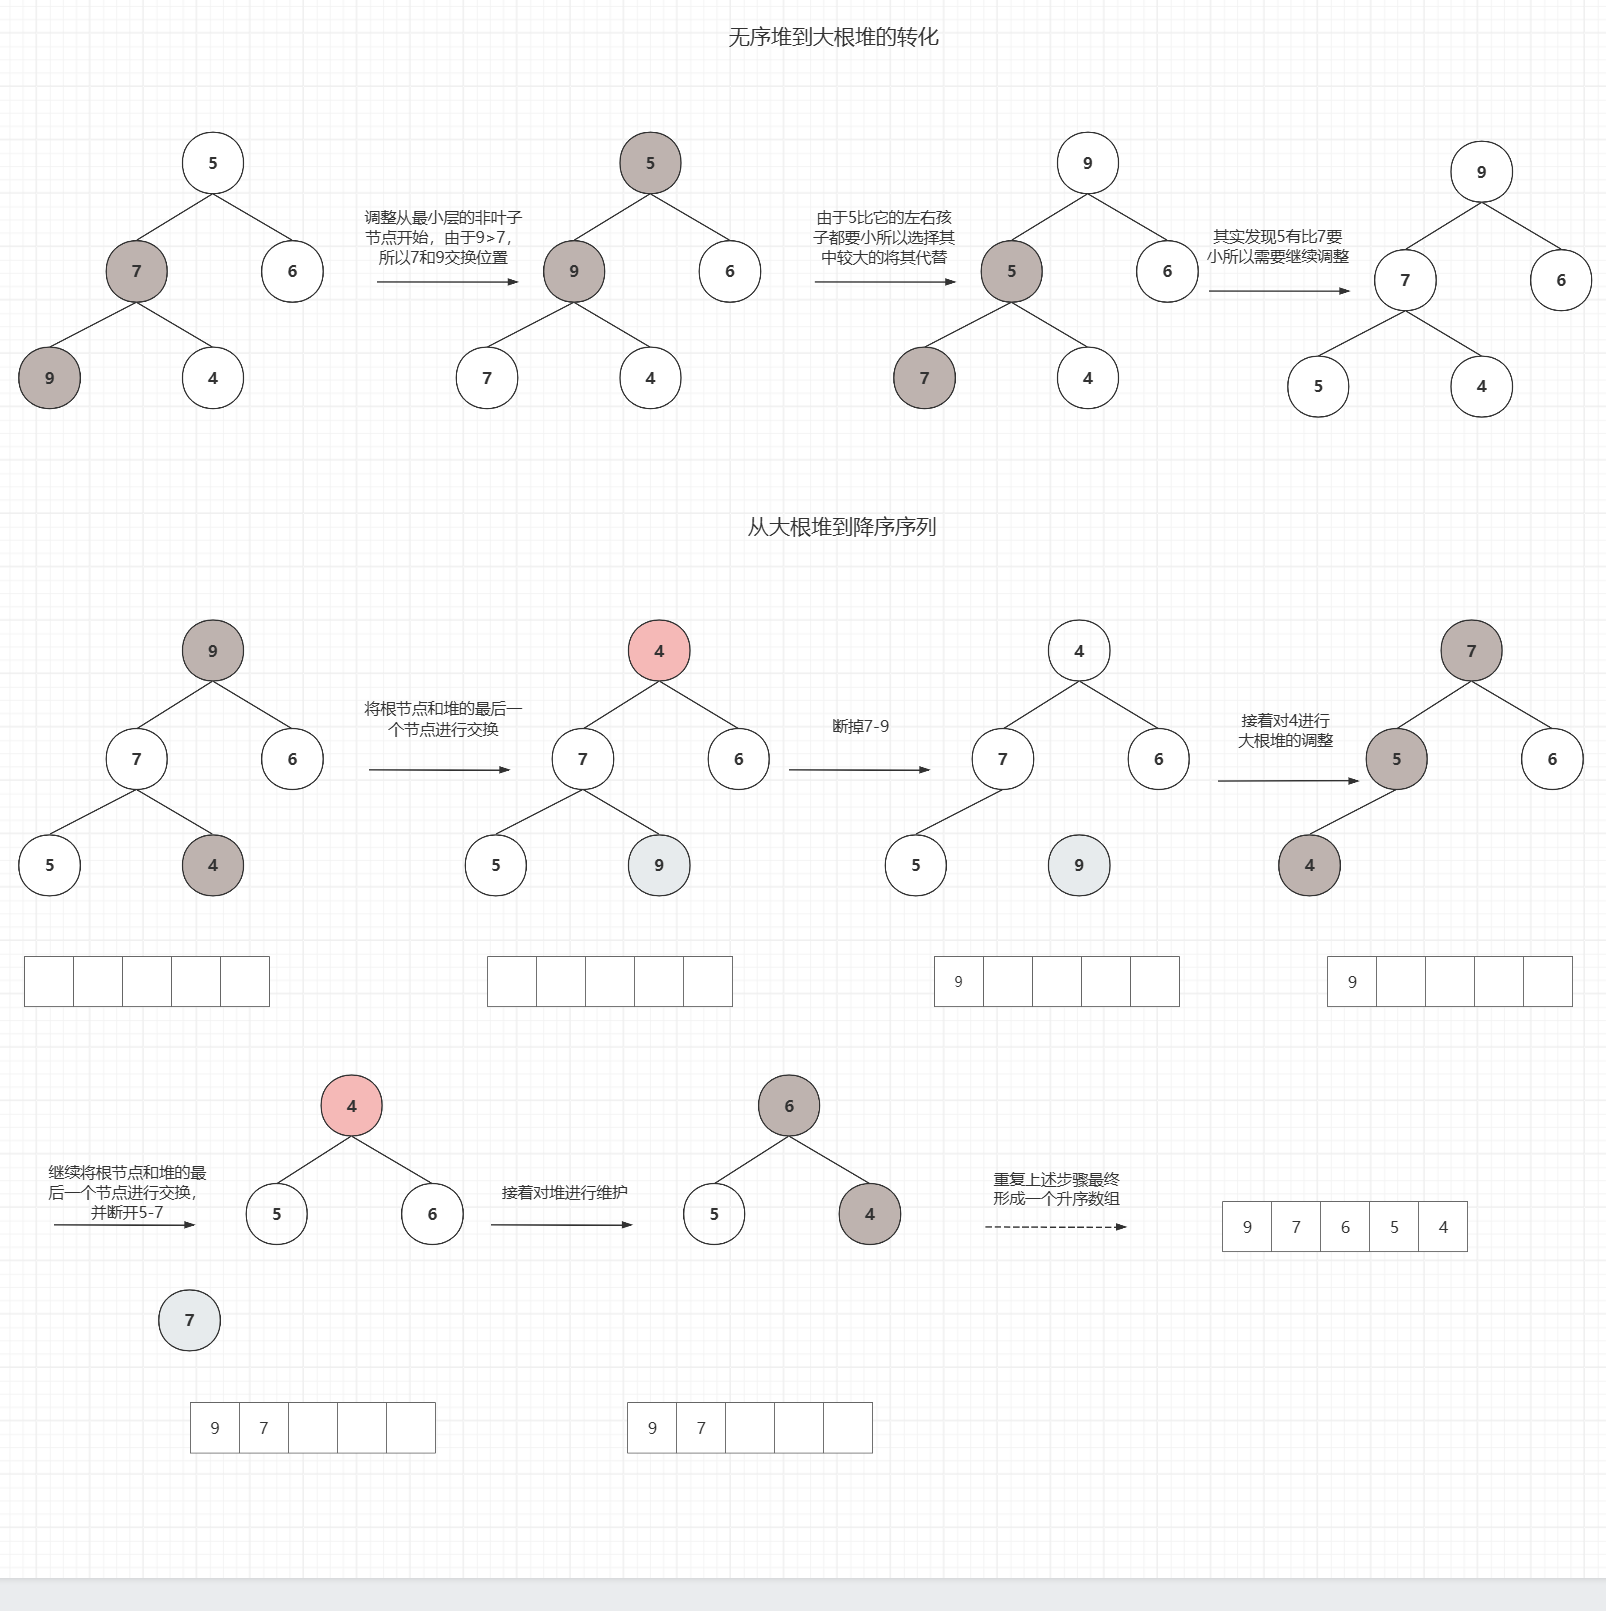 无序堆到大根堆的转化
5
7
6
9
4
调整从最小层的非叶子
节点开始，由于9>7，
所以7和9交换位置
5
9
6
7
4
由于5比它的左右孩
子都要小所以选择其
中较大的将其代替
9
5
6
7
4
其实发现5有比7要
小所以需要继续调整
9
7
6
5
4
从大根堆到降序序列
9
7
6
5
4
将根节点和堆的最后一
个节点进行交换
4
7
6
5
9
断掉7-9
4
7
6
5
9
接着对4进行
大根堆的调整
7
5
6
4
9
9
继续将根节点和堆的最
后一个节点进行交换，
并断开5-7
4
5
6
7
接着对堆进行维护
6
5
4
重复上述步骤最终
形成一个升序数组
9 7 6 5 4
9 7
9 7